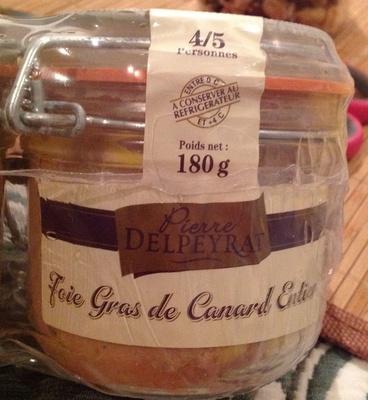 4/5
Personnes
ENTRE 0°C
A CONSERVER AU
REFRIGERATEUR
ET +4°C
Poids net :
180 g
Pierre
DELPEYRAT
Foie Gras de Canard Entier